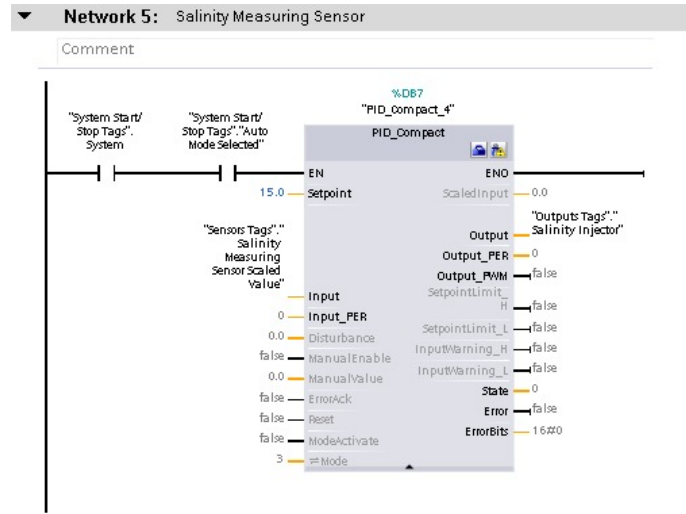 Network 5: Salinity Measuring Sensor
Comment
%DB7
"PID_Compact_4"
"System Start/
Stop Tags".
System
"System Start/
Stop Tags"."Auto
Mode Selected"
PID_Compact
EN
ENO
15.0
Setpoint
ScaledInput
0.0
"Sensors Tags"."
Salinity
Measuring
Sensor Scaled
Value"
Input
"Outputs Tags"."
Salinity Injector"
Output
Output_PER
0
Output_PWM
false
SetpointLimit_
H
false
0
Input_PER
SetpointLimit_L
false
0.0
Disturbance
InputWarning_H
false
false
ManualEnable
InputWarning_L
false
0.0
ManualValue
State
0
false
ErrorAck
Error
false
false
Reset
ErrorBits
16#0
false
ModeActivate
3
Mode